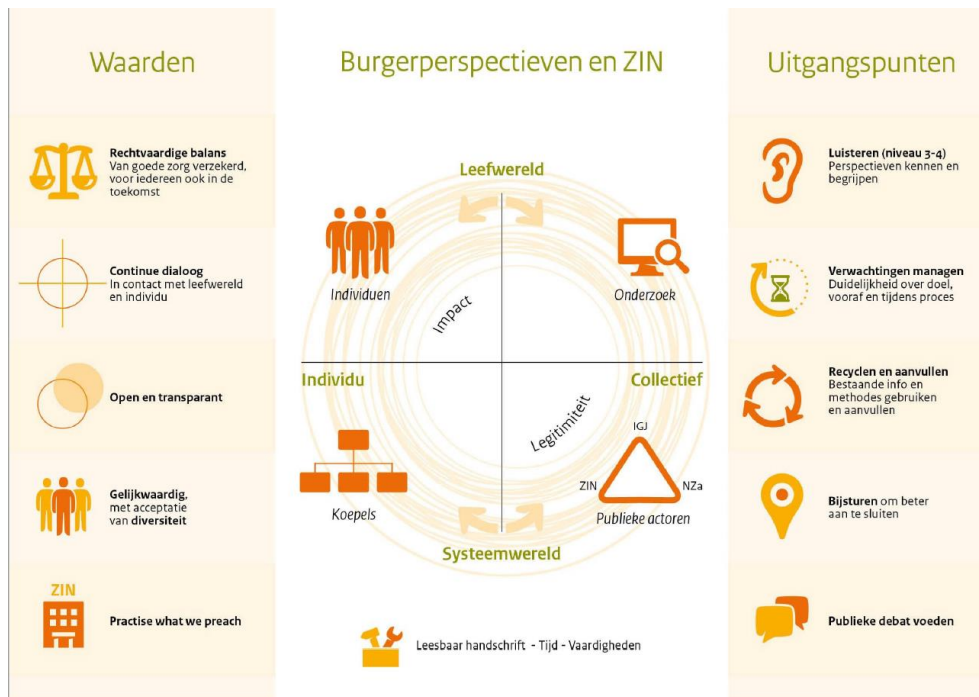 Waarden
Rechtvaardige balans
Van goede zorg verzekerd,
voor iedereen ook in de
toekomst
Continue dialoog
In contact met leefwereld
en individu
Open en transparant
Gelijkwaardig,
met acceptatie
van diversiteit
ZIN
Practise what we preach
Burgerperspectieven en ZIN
Leefwereld
Individuen
Onderzoek
Impact
Individu
Collectief
Legitimiteit
IGJ
ZIN
NZa
Koepels
Publieke actoren
Systeemwereld
Leesbaar handschrift - Tijd - Vaardigheden
Uitgangspunten
Luisteren (niveau 3-4)
Perspectieven kennen en
begrijpen
Verwachtingen managen
Duidelijkheid over doel,
vooraf en tijdens proces
Recyclen en aanvullen
Bestaande info en
methodes gebruiken
en aanvullen
Bijsturen om beter
aan te sluiten
Publieke debat voeden